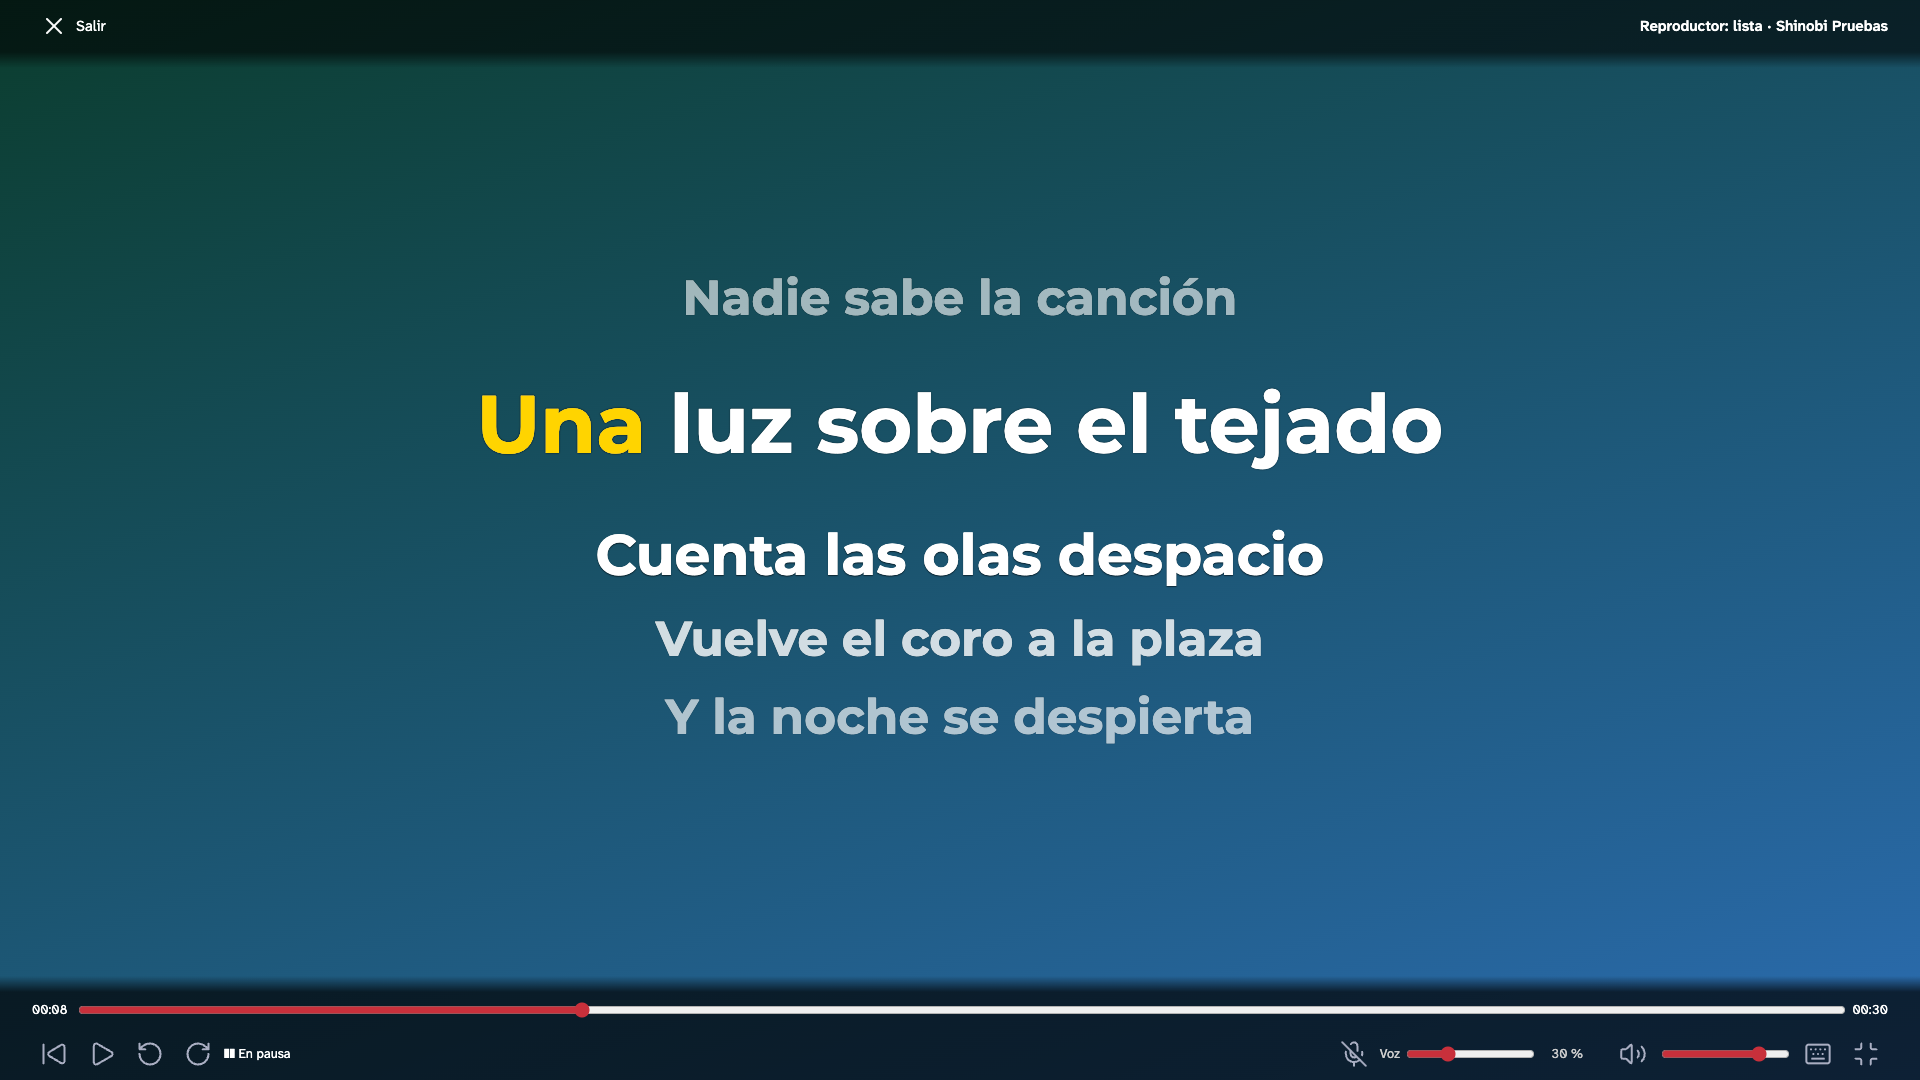 Salir
Reproductor: lista · Shinobi Pruebas
Nadie sabe la canción
Una luz sobre el tejado
Cuenta las olas despacio
Vuelve el coro a la plaza
Y la noche se despierta
00:08
00:30
En pausa
Voz
30 %